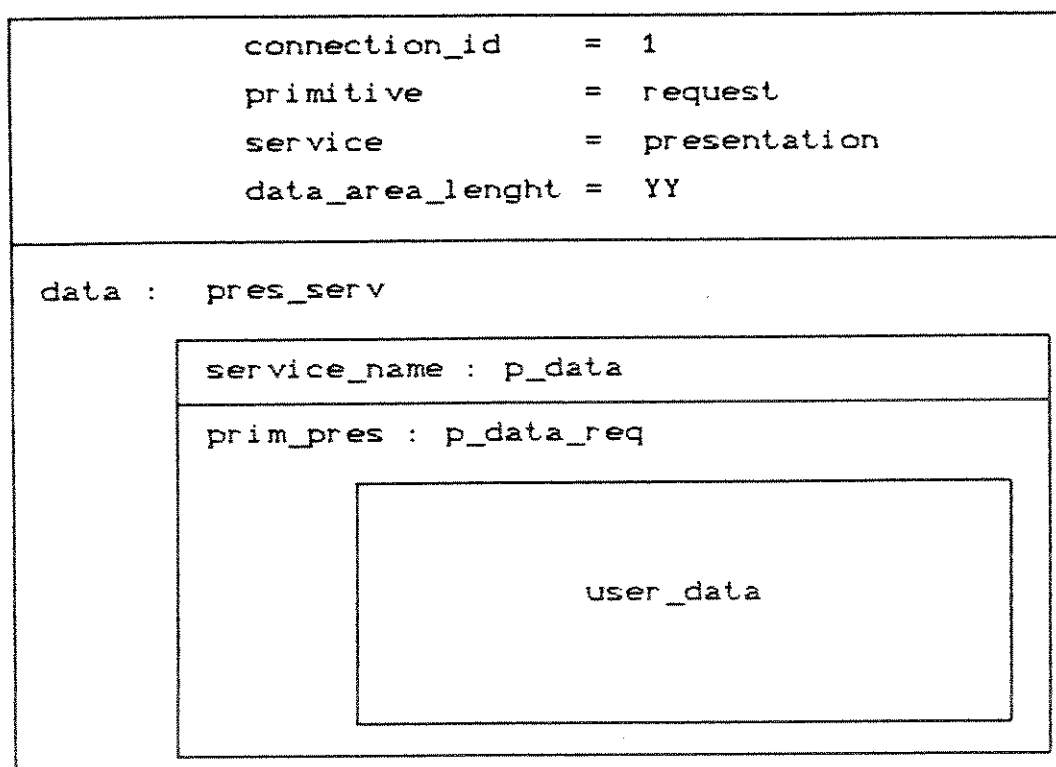 connection_id = 1
primitive = request
service = presentation
data_area_lenght = YY
data : pres_serv
service_name : p_data
prim_pres : p_data_req
user_data